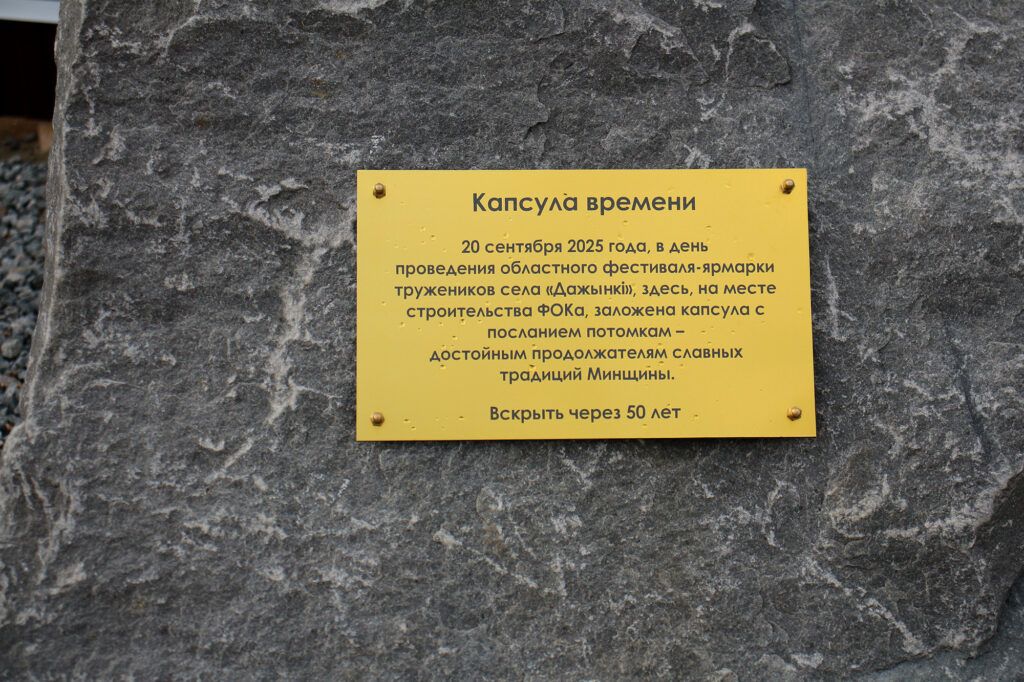 Капсула времени
20 сентября 2025 года, в день
проведения областного фестиваля-ярмарки
тружеников села «Дажынкі», здесь, на месте
строительства ФОКа, заложена капсула с
посланием потомкам –
достойным продолжателям славных
традиций Минщины.
Вскрыть через 50 лет